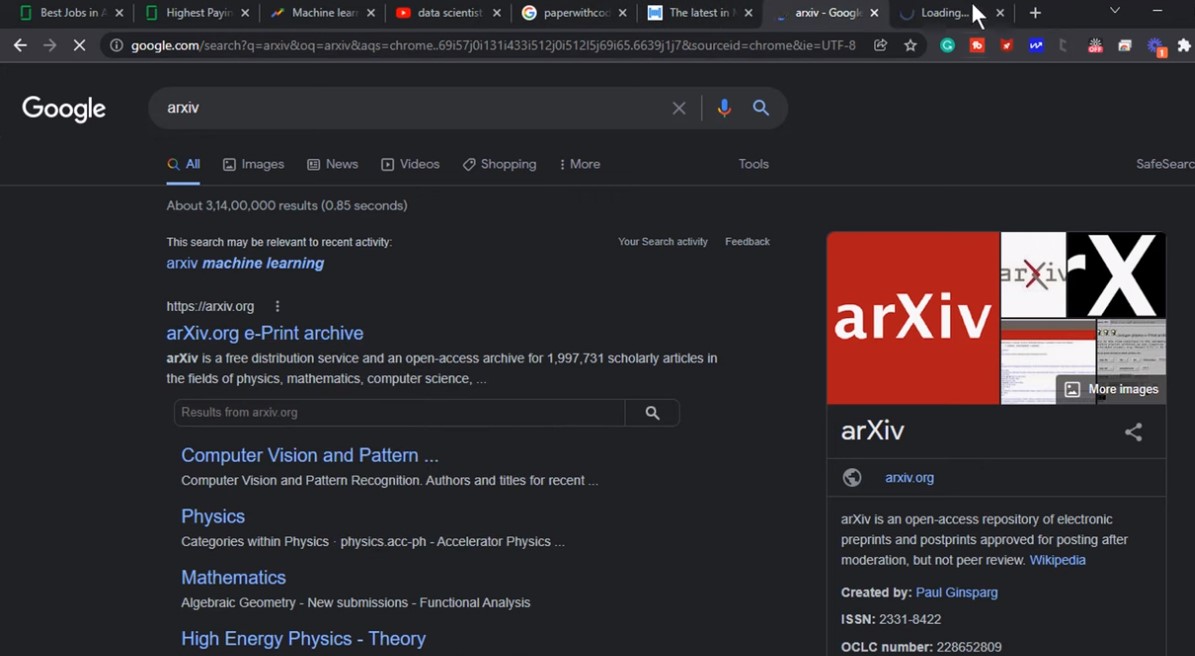 Best Jobs in A
Highest Payin
Machine lear
data scientist
paperwithcod
The latest in M
arxiv - Google
Loading...
google.com/search?q=arxiv&oq=arxiv&aqs=chrome..69i57j0i131i433i512j0i512l5j69i65.6639j1j7&sourceid=chrome&ie=UTF-8
OFF
1
Google
arxiv
All
Images
News
Videos
Shopping
More
Tools
SafeSearc
About 3,14,00,000 results (0.85 seconds)
This search may be relevant to recent activity:
Your Search activity
Feedback
arxiv machine learning
https://arxiv.org
arXiv.org e-Print archive
arXiv is a free distribution service and an open-access archive for 1,997,731 scholarly articles in
the fields of physics, mathematics, computer science, ...
Results from arxiv.org
Computer Vision and Pattern ...
Computer Vision and Pattern Recognition. Authors and titles for recent ...
Physics
Categories within Physics · physics.acc-ph - Accelerator Physics ...
Mathematics
Algebraic Geometry - New submissions - Functional Analysis
High Energy Physics - Theory
arXiv
arXiv
rX
More images
arXiv
arxiv.org
arXiv is an open-access repository of electronic
preprints and postprints approved for posting after
moderation, but not peer review. Wikipedia
Created by: Paul Ginsparg
ISSN: 2331-8422
OCLC number: 228652809